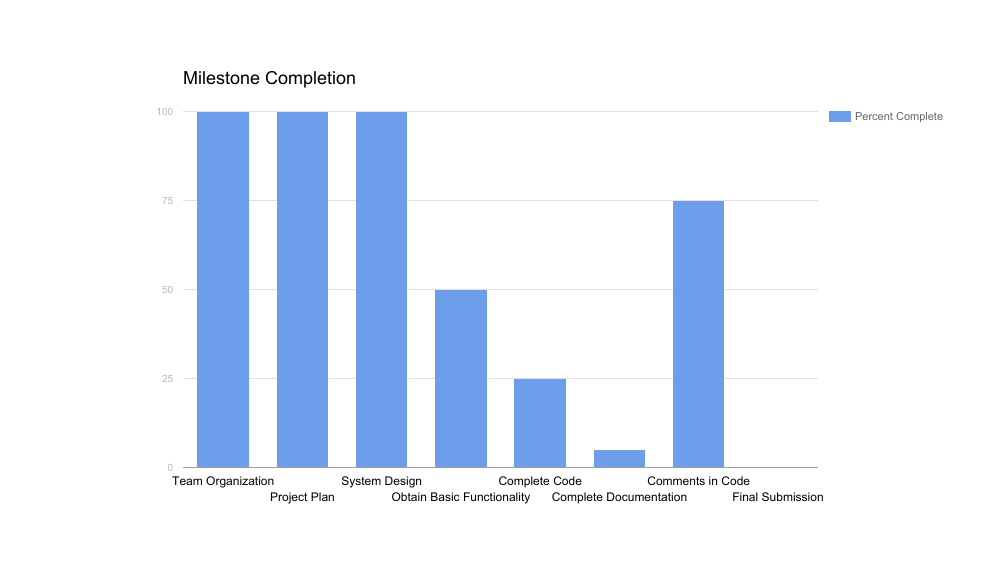 Milestone Completion
100
75
50
25
0
Percent Complete
Team Organization
Project Plan
System Design
Obtain Basic Functionality
Complete Code
Complete Documentation
Comments in Code
Final Submission